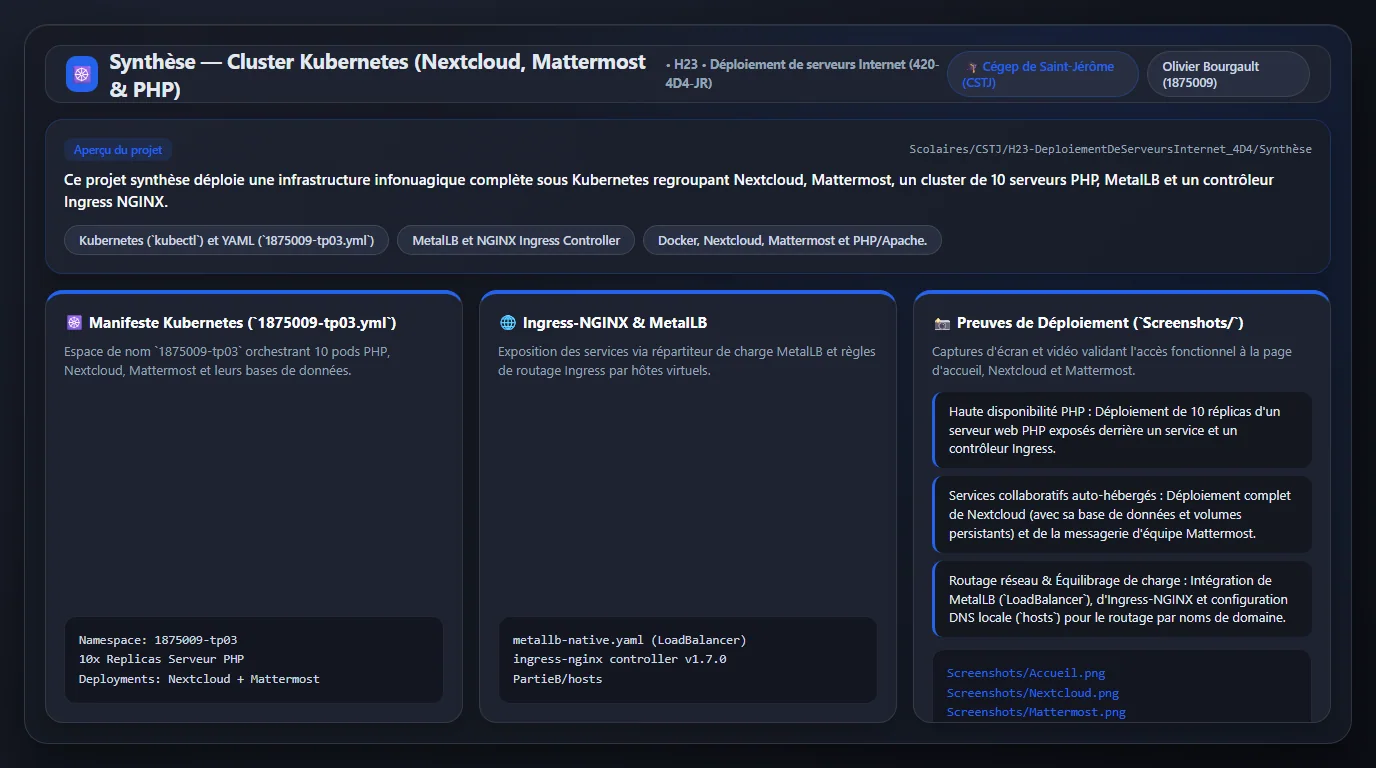 Synthèse — Cluster Kubernetes (Nextcloud, Mattermost
& PHP)
• H23 • Déploiement de serveurs Internet (420-
4D4-JR)
Cégep de Saint-Jérôme
(CSTJ)
Olivier Bourgault
(1875009)
Aperçu du projet
Scolaires/CSTJ/H23-DeploiementDeServeursInternet_4D4/Synthèse
Ce projet synthèse déploie une infrastructure infonuagique complète sous Kubernetes regroupant Nextcloud, Mattermost, un cluster de 10 serveurs PHP, MetalLB et un contrôleur
Ingress NGINX.
Kubernetes (`kubectl`) et YAML (`1875009-tp03.yml`)
MetalLB et NGINX Ingress Controller
Docker, Nextcloud, Mattermost et PHP/Apache.
Manifeste Kubernetes (`1875009-tp03.yml`)
Espace de nom `1875009-tp03` orchestrant 10 pods PHP,
Nextcloud, Mattermost et leurs bases de données.
Namespace: 1875009-tp03
10x Replicas Serveur PHP
Deployments: Nextcloud + Mattermost
Ingress-NGINX & MetalLB
Exposition des services via répartiteur de charge MetalLB et règles
de routage Ingress par hôtes virtuels.
metallb-native.yaml (LoadBalancer)
ingress-nginx controller v1.7.0
PartieB/hosts
Preuves de Déploiement (`Screenshots/`)
Captures d'écran et vidéo validant l'accès fonctionnel à la page
d'accueil, Nextcloud et Mattermost.
Haute disponibilité PHP : Déploiement de 10 réplicas d'un
serveur web PHP exposés derrière un service et un
contrôleur Ingress.
Services collaboratifs auto-hébergés : Déploiement complet
de Nextcloud (avec sa base de données et volumes
persistants) et de la messagerie d'équipe Mattermost.
Routage réseau & Équilibrage de charge : Intégration de
MetalLB (`LoadBalancer`), d'Ingress-NGINX et configuration
DNS locale (`hosts`) pour le routage par noms de domaine.
Screenshots/Accueil.png
Screenshots/Nextcloud.png
Screenshots/Mattermost.png